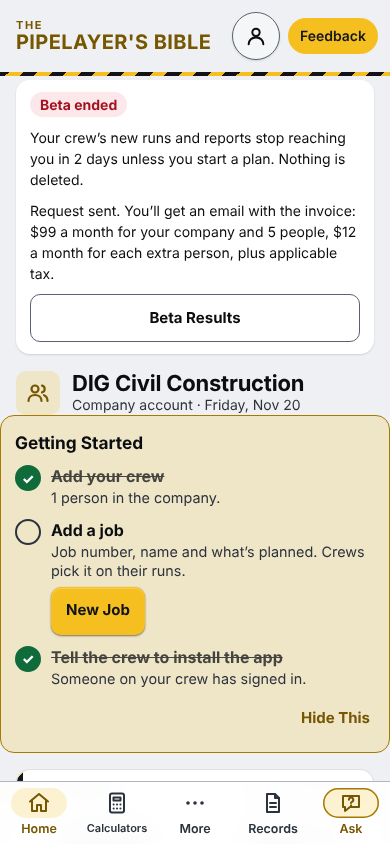 THE
PIPELAYER'S BIBLE
Feedback
Beta ended
Your crew’s new runs and reports stop reaching
you in 2 days unless you start a plan. Nothing is
deleted.
Request sent. You’ll get an email with the invoice:
$99 a month for your company and 5 people, $12
a month for each extra person, plus applicable
tax.
Beta Results
DIG Civil Construction
Company account · Friday, Nov 20
Getting Started
Add your crew
1 person in the company.
Add a job
Job number, name and what’s planned. Crews
pick it on their runs.
New Job
Tell the crew to install the app
Someone on your crew has signed in.
Hide This
Home
Calculators
More
Records
Ask